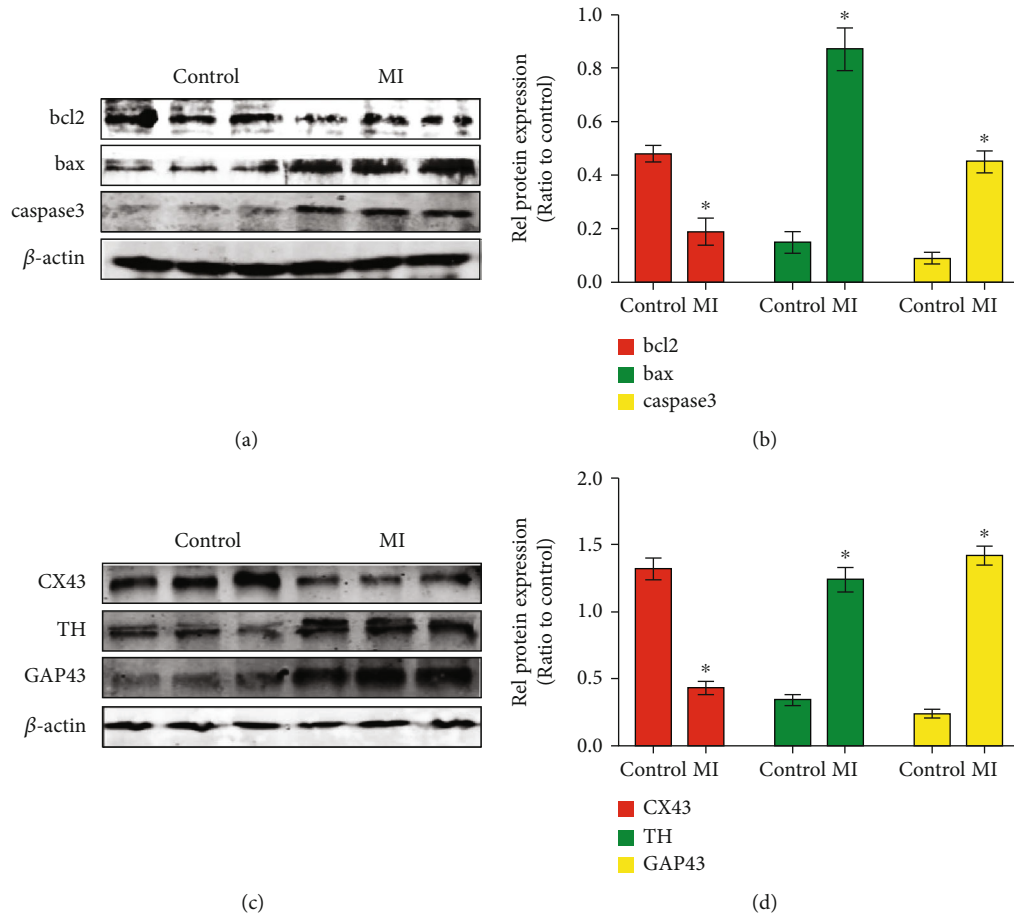 Control MI
bcl2
bax
caspase3
β-actin
(a)
Rel protein expression
(Ratio to control)
1.0
0.8
0.6
0.4
0.2
0.0
*
*
*
Control MI Control MI Control MI
bcl2
bax
caspase3
(b)
Control MI
CX43
TH
GAP43
β-actin
(c)
Rel protein expression
(Ratio to control)
2.0
1.5
1.0
0.5
0.0
*
*
*
Control MI Control MI Control MI
CX43
TH
GAP43
(d)